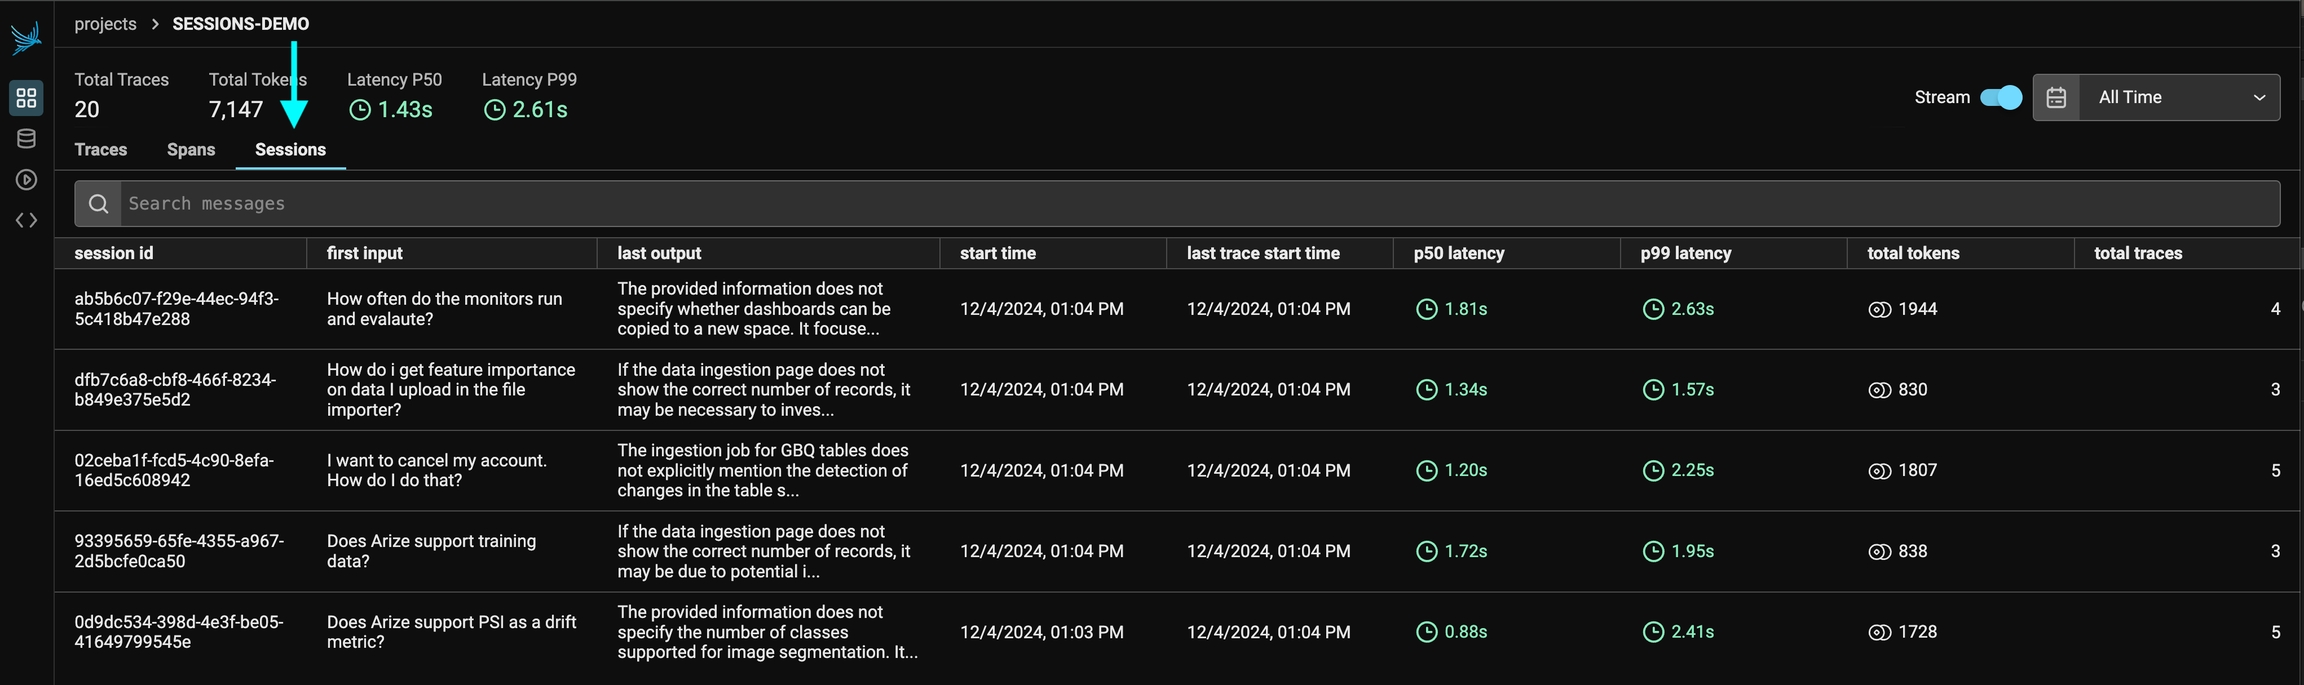 projects > SESSIONS-DEMO
Total Traces
20
Total Tokens
7,147
Latency P50
1.43s
Latency P99
2.61s
Stream
All Time
Traces
Spans
Sessions
Search messages
session id
first input
last output
start time
last trace start time
p50 latency
p99 latency
total tokens
total traces
ab5b6c07-f29e-44ec-94f3-
5c418b47e288
How often do the monitors run
and evalaute?
The provided information does not
specify whether dashboards can be
copied to a new space. It focuse...
12/4/2024, 01:04 PM
12/4/2024, 01:04 PM
1.81s
2.63s
1944
4
dfb7c6a8-cbf8-466f-8234-
b849e375e5d2
How do i get feature importance
on data I upload in the file
importer?
If the data ingestion page does not
show the correct number of records, it
may be necessary to inves...
12/4/2024, 01:04 PM
12/4/2024, 01:04 PM
1.34s
1.57s
830
3
02ceba1f-fcd5-4c90-8efa-
16ed5c608942
I want to cancel my account.
How do I do that?
The ingestion job for GBQ tables does
not explicitly mention the detection of
changes in the table s...
12/4/2024, 01:04 PM
12/4/2024, 01:04 PM
1.20s
2.25s
1807
5
93395659-65fe-4355-a967-
2d5bcfe0ca50
Does Arize support training
data?
If the data ingestion page does not
show the correct number of records, it
may be due to potential i...
12/4/2024, 01:04 PM
12/4/2024, 01:04 PM
1.72s
1.95s
838
3
0d9dc534-398d-4e3f-be05-
41649799545e
Does Arize support PSI as a drift
metric?
The provided information does not
specify the number of classes
supported for image segmentation. It...
12/4/2024, 01:03 PM
12/4/2024, 01:04 PM
0.88s
2.41s
1728
5